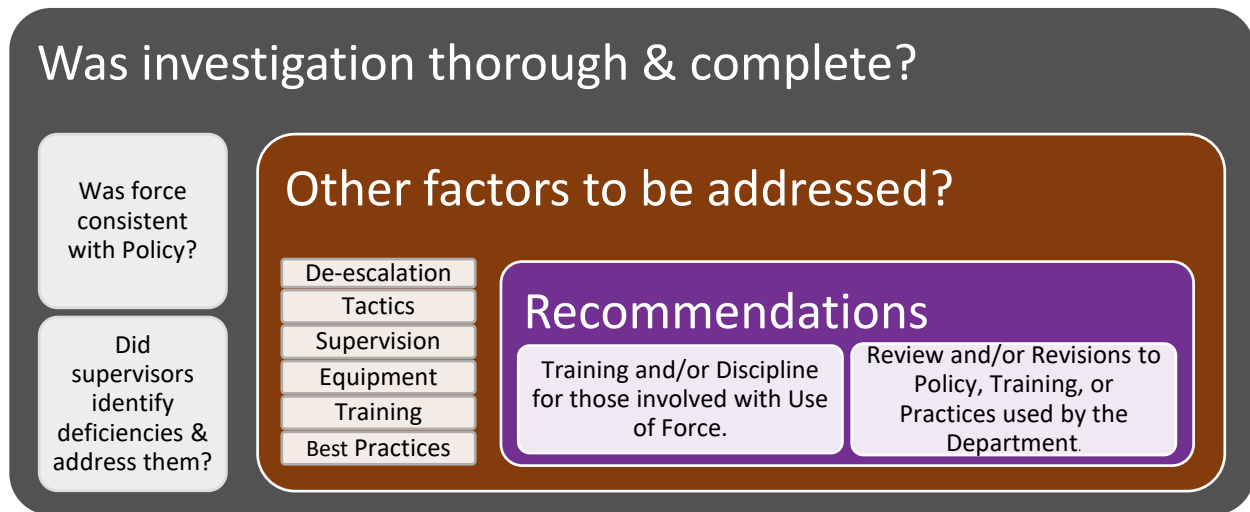 Was investigation thorough & complete?
Was force
consistent
with Policy?
Did
supervisors
identify
deficiencies &
address them?
Other factors to be addressed?
De-escalation
Tactics
Supervision
Equipment
Training
Best Practices
Recommendations
Training and/or Discipline
for those involved with Use
of Force.
Review and/or Revisions to
Policy, Training, or
Practices used by the
Department.